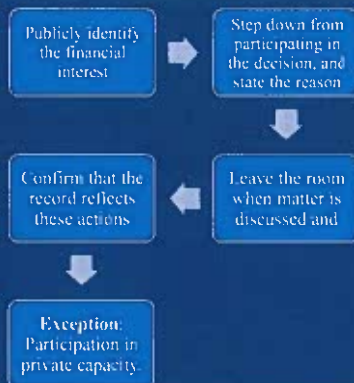 Publicly identify
the financial
interest
Step down from
participating in
the decision, and
state the reason
Leave the room
when matter is
discussed and
Confirm that the
record reflects
these actions
Exception:
Participation in
private capacity.